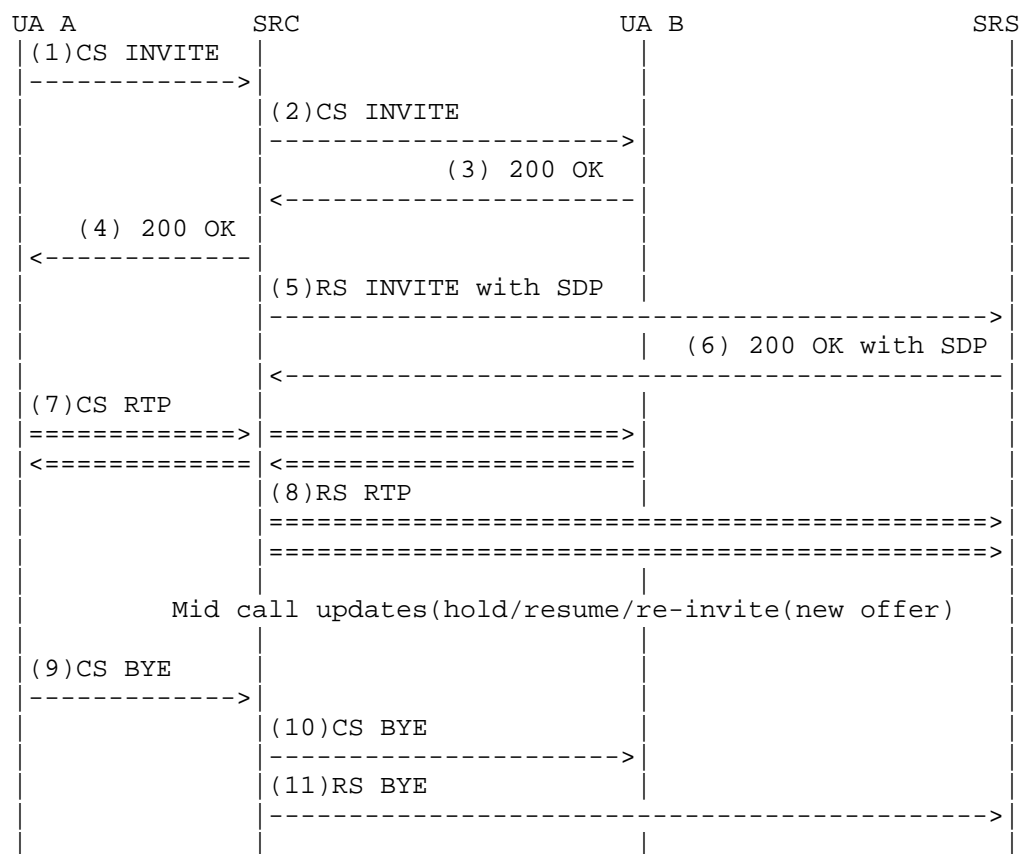 UA A SRC UA B SRS
(1)CS INVITE
(2)CS INVITE
(3) 200 OK
(4) 200 OK
(5)RS INVITE with SDP
(6) 200 OK with SDP
(7)CS RTP
(8)RS RTP
Mid call updates(hold/resume/re-invite(new offer)
(9)CS BYE
(10)CS BYE
(11)RS BYE